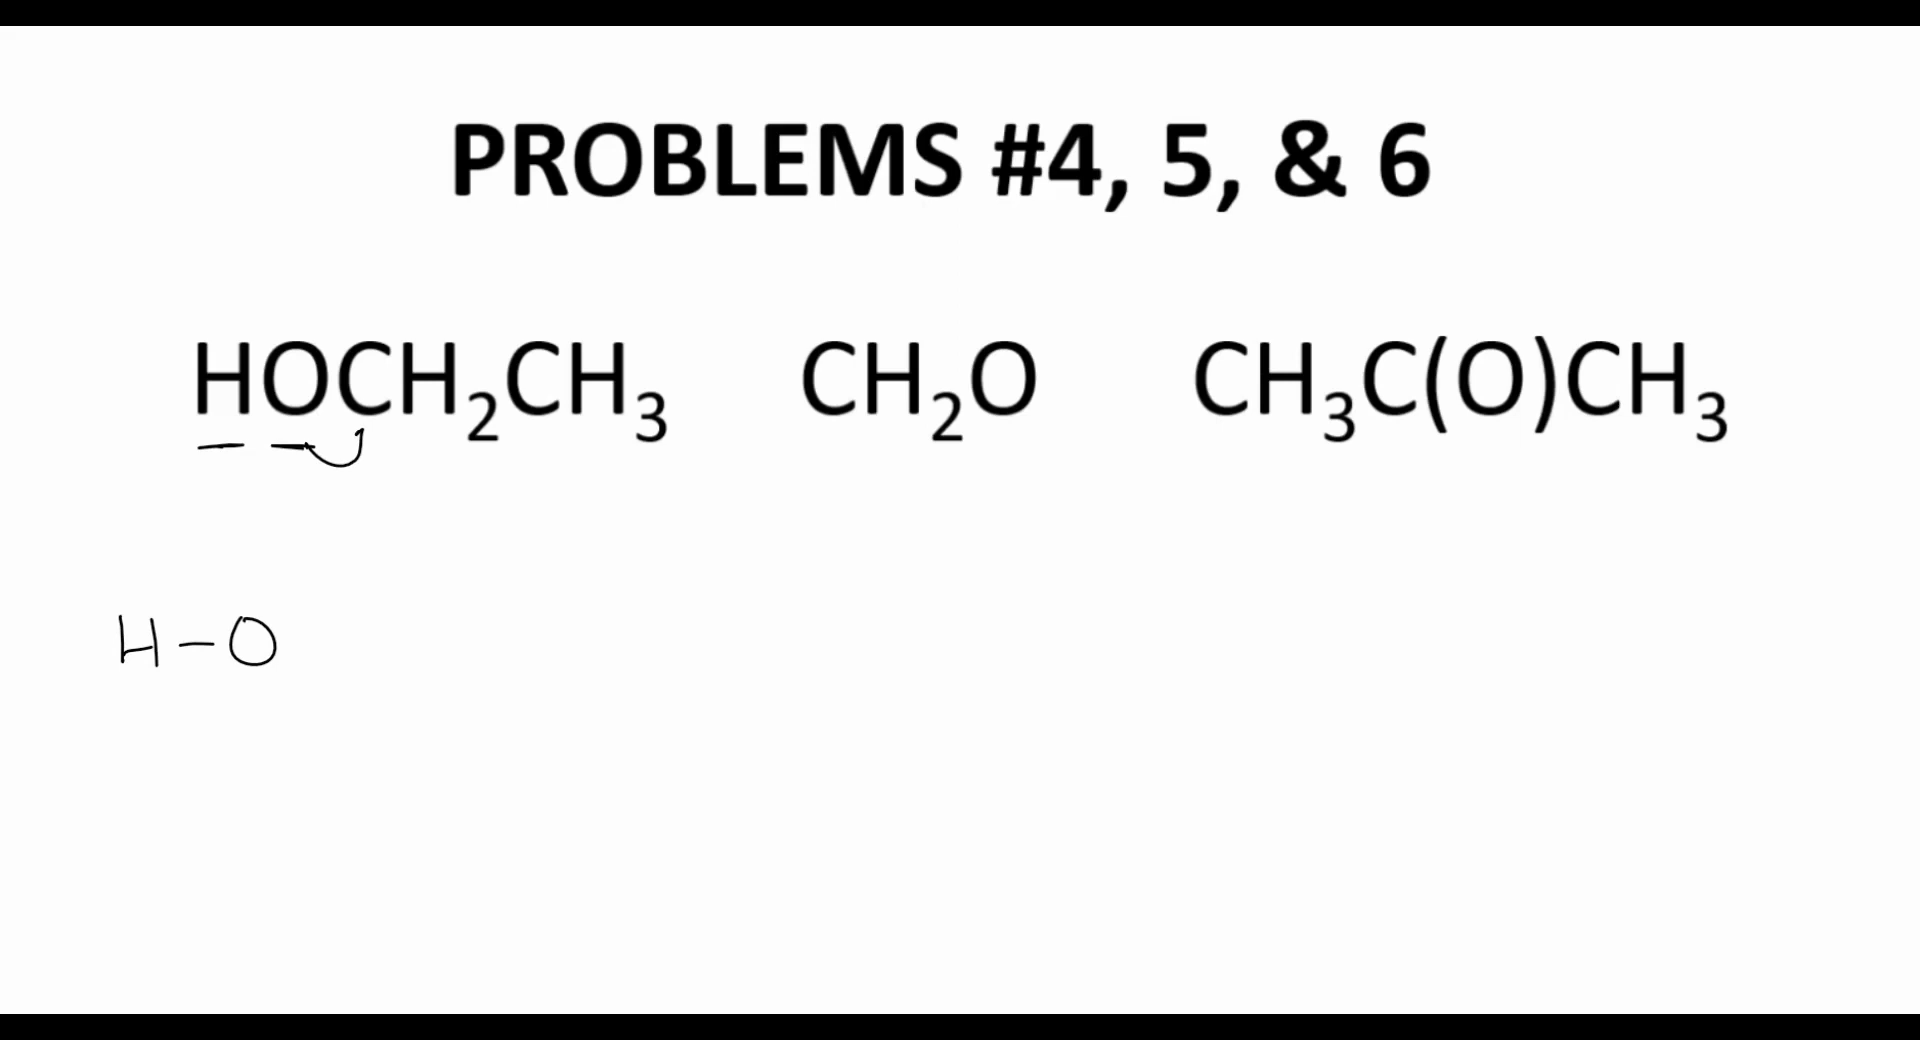 PROBLEMS #4, 5, & 6
HOCH₂CH₃ CH₂O CH₃C(O)CH₃
H-O